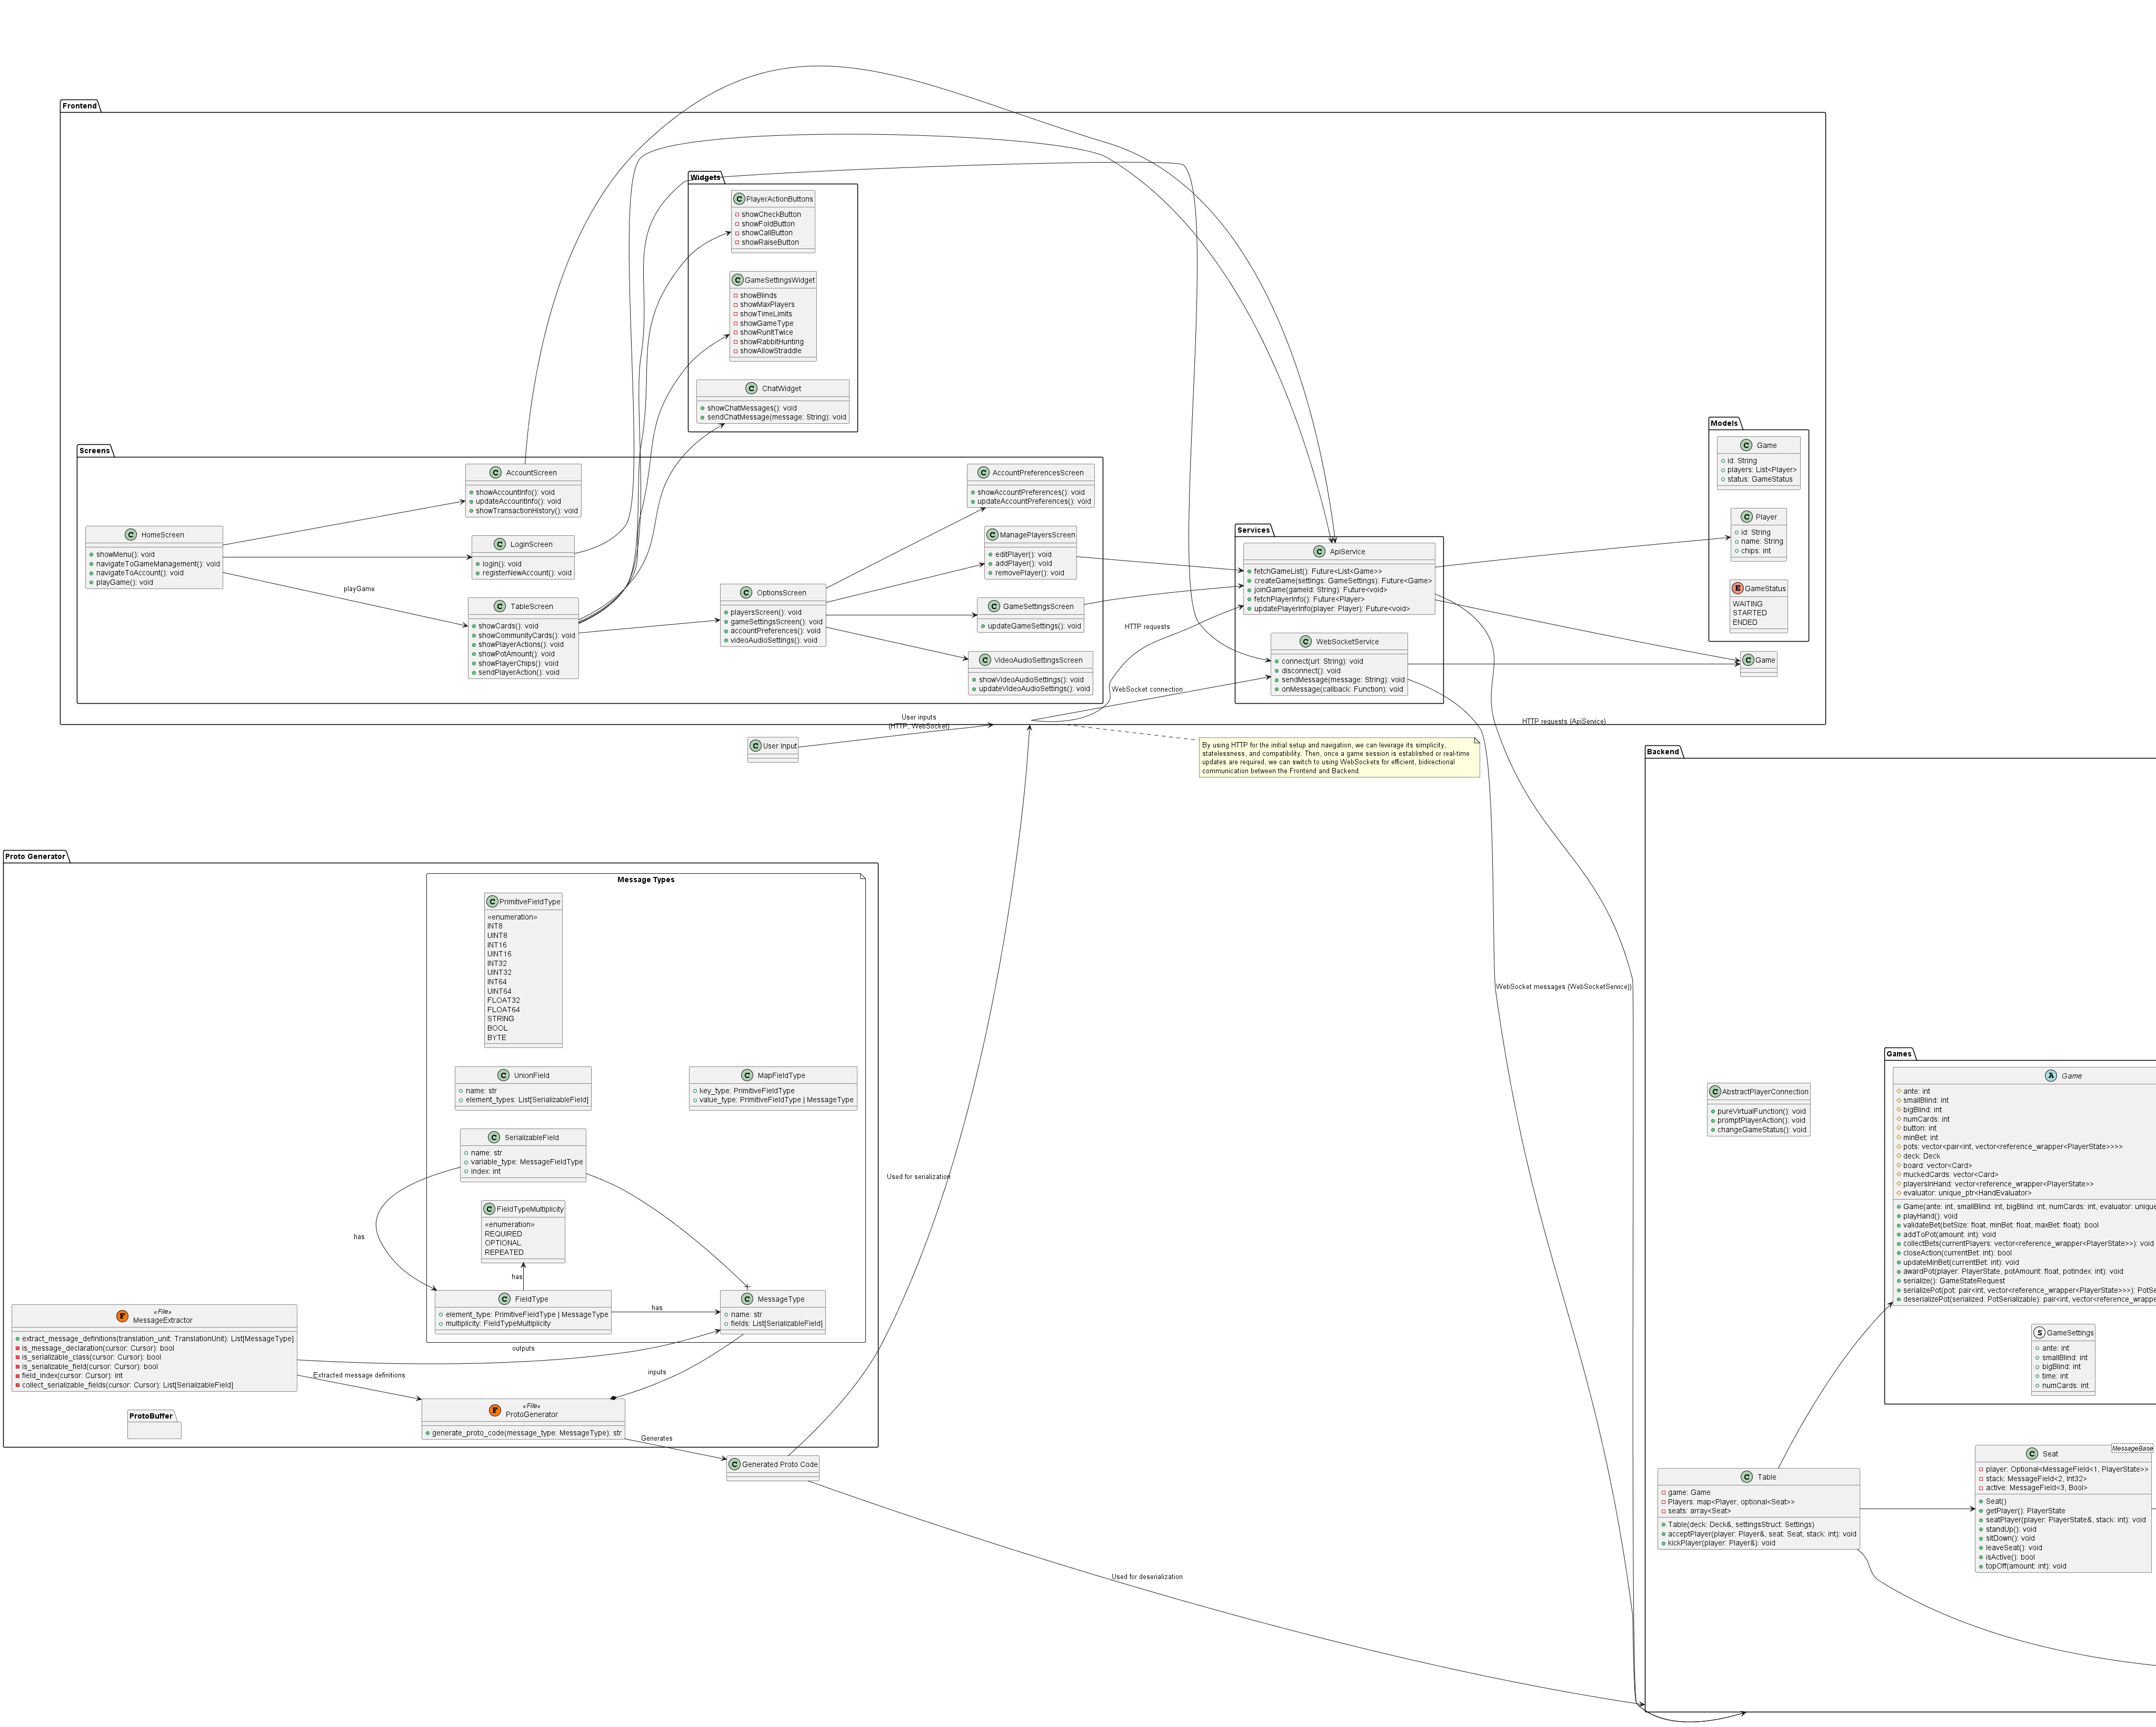 Frontend
Widgets
C PlayerActionButtons
showCheckButton
showFoldButton
showCallButton
showRaiseButton
C GameSettingsWidget
showBlinds
showMaxPlayers
showTimeLimits
showGameType
showRunItTwice
showRabbitHunting
showAllowStraddle
C ChatWidget
showChatMessages(): void
sendChatMessage(message: String): void
Screens
C HomeScreen
showMenu(): void
navigateToGameManagement(): void
navigateToAccount(): void
playGame(): void
playGame
C AccountScreen
showAccountInfo(): void
updateAccountInfo(): void
showTransactionHistory(): void
C LoginScreen
login(): void
registerNewAccount(): void
C TableScreen
showCards(): void
showCommunityCards(): void
showPlayerActions(): void
showPotAmount(): void
showPlayerChips(): void
sendPlayerAction(): void
C OptionsScreen
playersScreen(): void
gameSettingsScreen(): void
accountPreferences(): void
videoAudioSettings(): void
C AccountPreferencesScreen
showAccountPreferences(): void
updateAccountPreferences(): void
C ManagePlayersScreen
editPlayer(): void
addPlayer(): void
removePlayer(): void
C GameSettingsScreen
updateGameSettings(): void
C VideoAudioSettingsScreen
showVideoAudioSettings(): void
updateVideoAudioSettings(): void
Services
C ApiService
fetchGameList(): Future<List<Game>>
createGame(settings: GameSettings): Future<Game>
joinGame(gameId: String): Future<void>
fetchPlayerInfo(): Future<Player>
updatePlayerInfo(player: Player): Future<void>
C WebSocketService
connect(url: String): void
disconnect(): void
sendMessage(message: String): void
onMessage(callback: Function): void
Models
C Game
id: String
players: List<Player>
status: GameStatus
C Player
id: String
name: String
chips: int
E GameStatus
WAITING
STARTED
ENDED
C Game
HTTP requests
WebSocket connection
User inputs
(HTTP, WebSocket)
C User Input
By using HTTP for the initial setup and navigation, we can leverage its simplicity,
statelessness, and compatibility. Then, once a game session is established or real-time
updates are required, we can switch to using WebSockets for efficient, bidirectional
communication between the Frontend and Backend.
HTTP requests (ApiService)
WebSocket messages (WebSocketService))
Proto Generator
Message Types
C PrimitiveFieldType
«enumeration»
INT8
UINT8
INT16
UINT16
INT32
UINT32
INT64
UINT64
FLOAT32
FLOAT64
STRING
BOOL
BYTE
C UnionField
name: str
element_types: List[SerializableField]
C MapFieldType
key_type: PrimitiveFieldType
value_type: PrimitiveFieldType | MessageType
C SerializableField
name: str
variable_type: MessageFieldType
index: int
C FieldTypeMultiplicity
«enumeration»
REQUIRED
OPTIONAL
REPEATED
has
has
C FieldType
element_type: PrimitiveFieldType | MessageType
multiplicity: FieldTypeMultiplicity
has
C MessageType
name: str
fields: List[SerializableField]
F «File»
MessageExtractor
extract_message_definitions(translation_unit: TranslationUnit): List[MessageType]
is_message_declaration(cursor: Cursor): bool
is_serializable_class(cursor: Cursor): bool
is_serializable_field(cursor: Cursor): bool
field_index(cursor: Cursor): int
collect_serializable_fields(cursor: Cursor): List[SerializableField]
outputs
Extracted message definitions
inputs
ProtoBuffer
F «File»
ProtoGenerator
generate_proto_code(message_type: MessageType): str
Generates
C Generated Proto Code
Used for serialization
Used for deserialization
Backend
C AbstractPlayerConnection
pureVirtualFunction(): void
promptPlayerAction(): void
changeGameStatus(): void
Games
A Game
ante: int
smallBlind: int
bigBlind: int
numCards: int
button: int
minBet: int
pots: vector<pair<int, vector<reference_wrapper<PlayerState>>>>
deck: Deck
board: vector<Card>
muckedCards: vector<Card>
playersInHand: vector<reference_wrapper<PlayerState>>
evaluator: unique_ptr<HandEvaluator>
Game(ante: int, smallBlind: int, bigBlind: int, numCards: int, evaluator: unique
playHand(): void
validateBet(betSize: float, minBet: float, maxBet: float): bool
addToPot(amount: int): void
collectBets(currentPlayers: vector<reference_wrapper<PlayerState>>): void
closeAction(currentBet: int): bool
updateMinBet(currentBet: int): void
awardPot(player: PlayerState, potAmount: float, potIndex: int): void
serialize(): GameStateRequest
serializePot(pot: pair<int, vector<reference_wrapper<PlayerState>>>): PotSe
deserializePot(serialized: PotSerializable): pair<int, vector<reference_wrappe
S GameSettings
ante: int
smallBlind: int
bigBlind: int
time: int
numCards: int
C Table
game: Game
Players: map<Player, optional<Seat>>
seats: array<Seat>
Table(deck: Deck&, settingsStruct: Settings)
acceptPlayer(player: Player&, seat: Seat, stack: int): void
kickPlayer(player: Player&): void
C Seat
MessageBase
player: Optional<MessageField<1, PlayerState>>
stack: MessageField<2, Int32>
active: MessageField<3, Bool>
Seat()
getPlayer(): PlayerState
seatPlayer(player: PlayerState&, stack: int): void
standUp(): void
sitDown(): void
leaveSeat(): void
isActive(): bool
topOff(amount: int): void